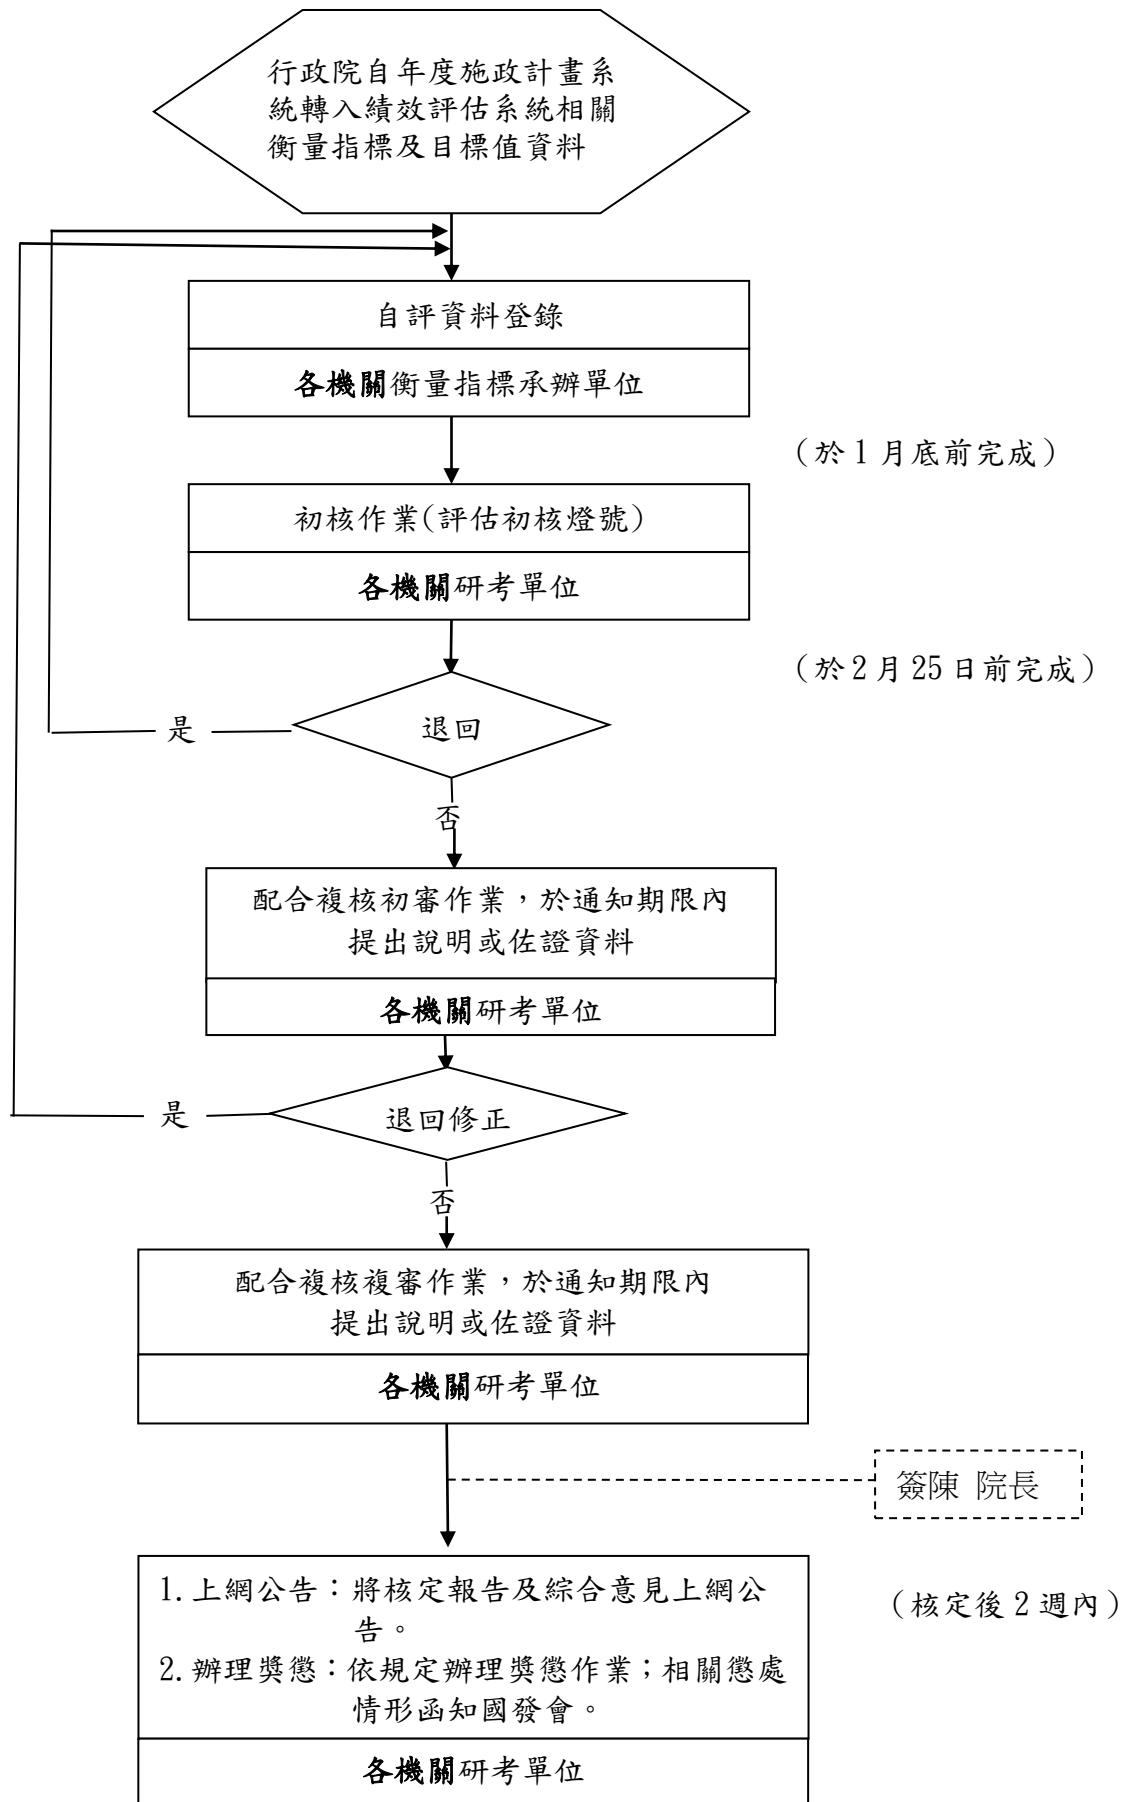 行政院自年度施政計畫系
統轉入績效評估系統相關
衡量指標及目標值資料
自評資料登錄
各機關衡量指標承辦單位
（於1月底前完成）
初核作業(評估初核燈號)
各機關研考單位
（於2月25日前完成）
退回
是
否
配合複核初審作業，於通知期限內
提出說明或佐證資料
各機關研考單位
退回修正
是
否
配合複核複審作業，於通知期限內
提出說明或佐證資料
各機關研考單位
簽陳 院長
1.上網公告：將核定報告及綜合意見上網公
告。
2.辦理獎懲：依規定辦理獎懲作業；相關懲處
情形函知國發會。
（核定後2週內）
各機關研考單位